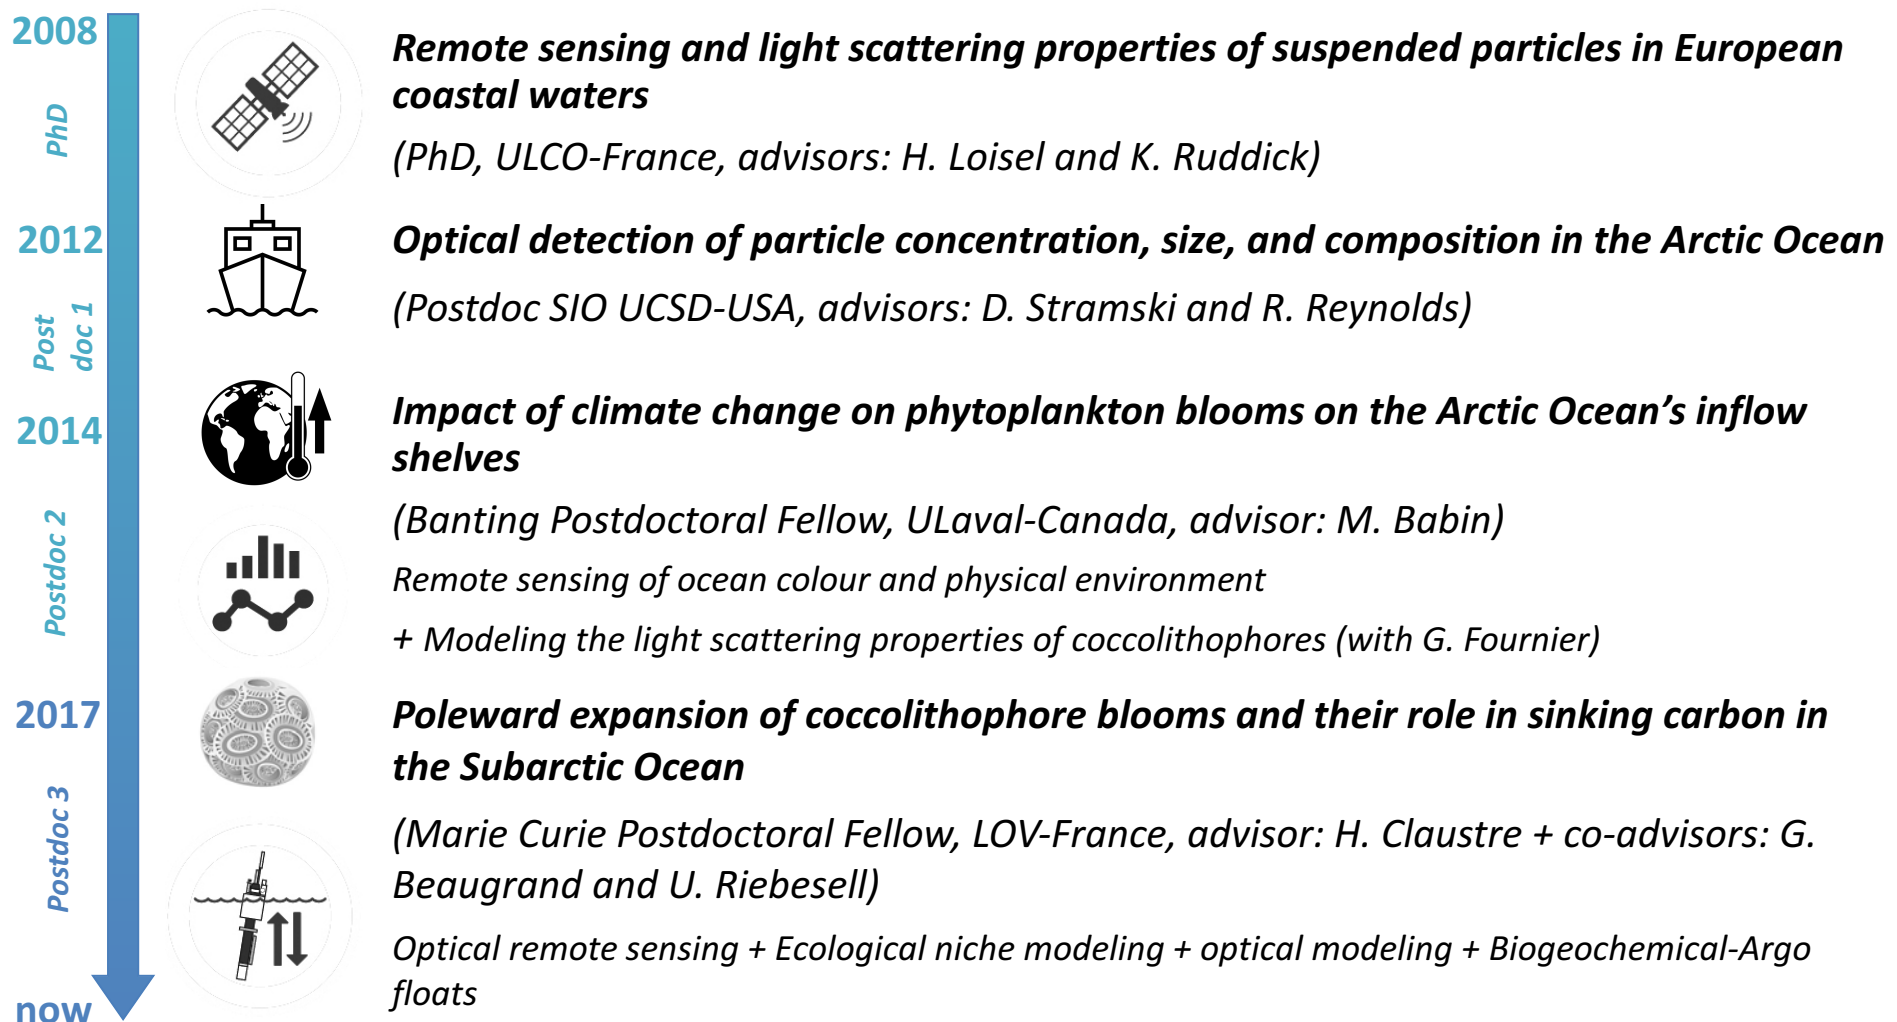 2008
PhD
Remote sensing and light scattering properties of suspended particles in European
coastal waters
(PhD, ULCO-France, advisors: H. Loisel and K. Ruddick)
2012
Post
doc 1
Optical detection of particle concentration, size, and composition in the Arctic Ocean
(Postdoc SIO UCSD-USA, advisors: D. Stramski and R. Reynolds)
2014
Postdoc 2
Impact of climate change on phytoplankton blooms on the Arctic Ocean’s inflow
shelves
(Banting Postdoctoral Fellow, ULaval-Canada, advisor: M. Babin)
Remote sensing of ocean colour and physical environment
+ Modeling the light scattering properties of coccolithophores (with G. Fournier)
2017
Postdoc 3
Poleward expansion of coccolithophore blooms and their role in sinking carbon in
the Subarctic Ocean
(Marie Curie Postdoctoral Fellow, LOV-France, advisor: H. Claustre + co-advisors: G.
Beaugrand and U. Riebesell)
Optical remote sensing + Ecological niche modeling + optical modeling + Biogeochemical-Argo
floats
now